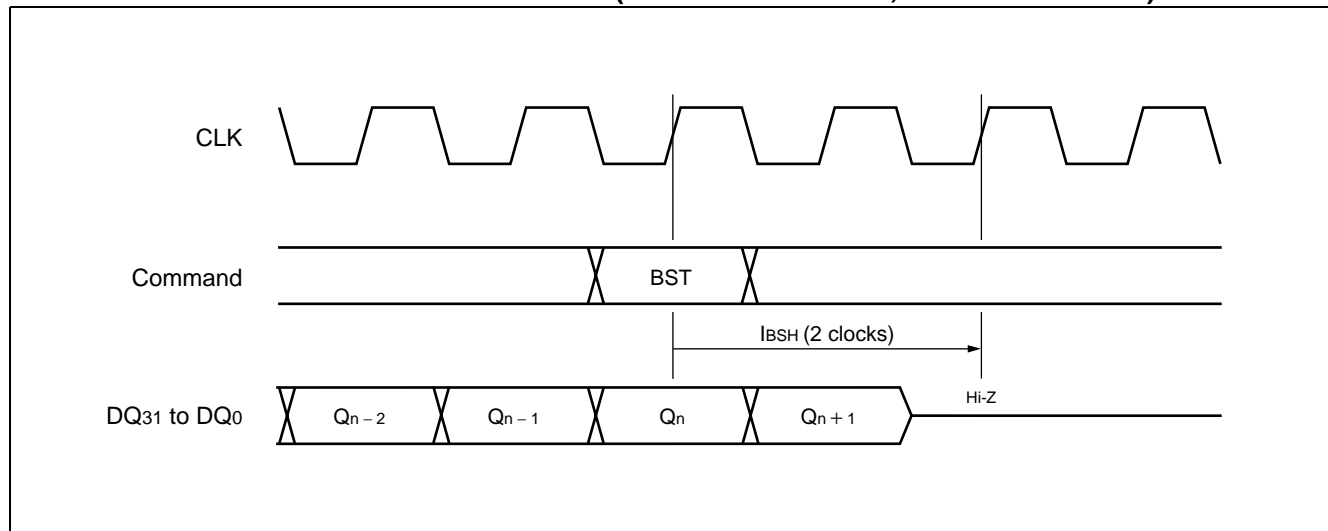 CLK
Command
BST
IBSH (2 clocks)
DQ31 to DQ0
Qn – 2
Qn – 1
Qn
Qn + 1
Hi-Z